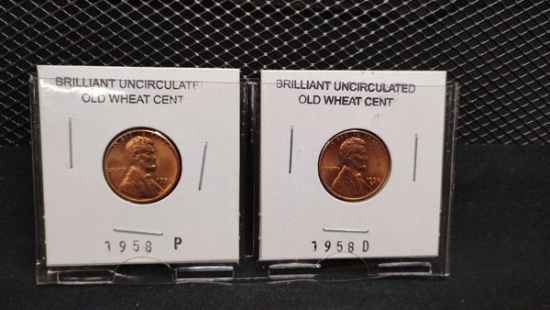 BRILLIANT UNCIRCULATED
OLD WHEAT CENT
1958 P
BRILLIANT UNCIRCULATED
OLD WHEAT CENT
1958 D